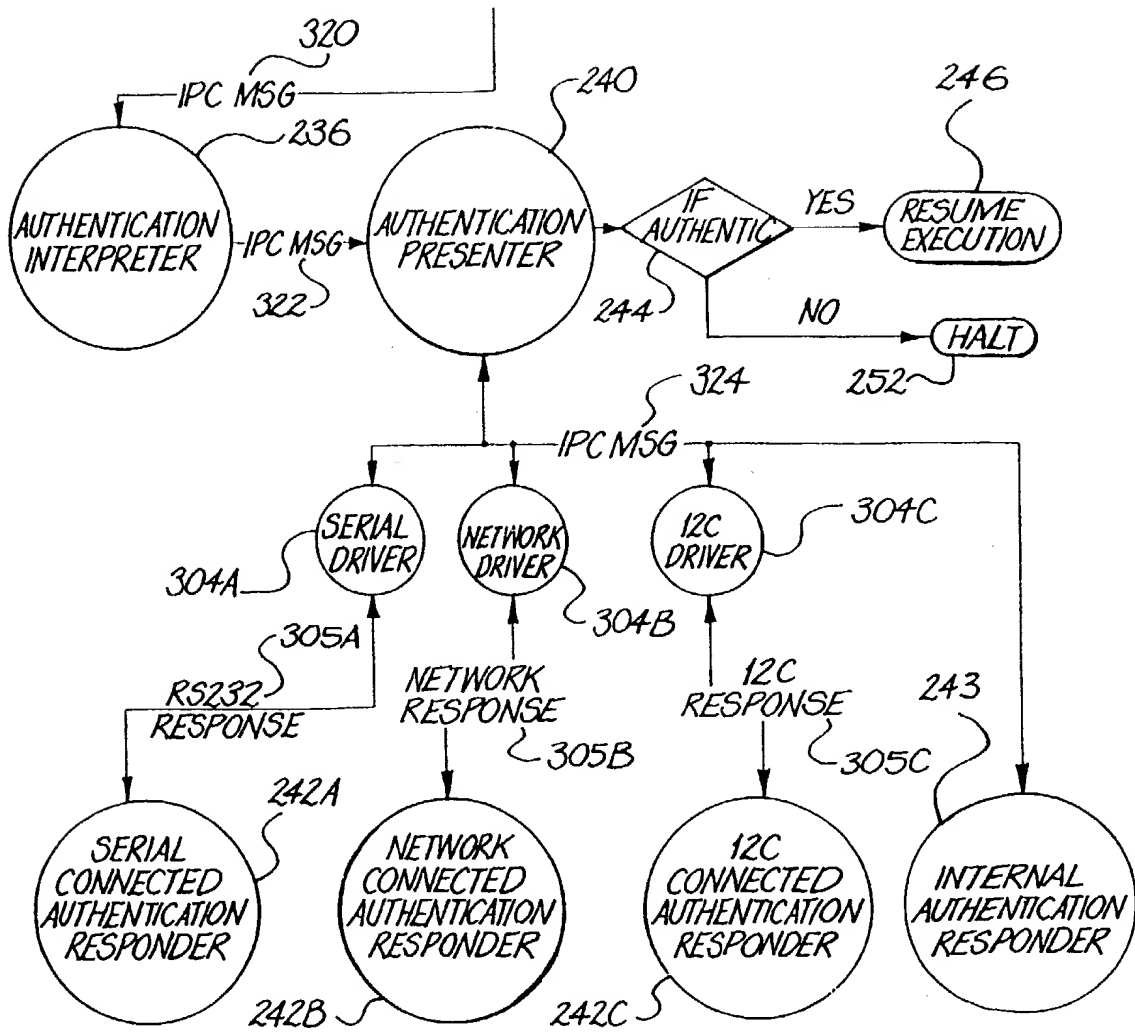 320
IPC MSG
236
240
246
AUTHENTICATION
INTERPRETER
IPC MSG
322
AUTHENTICATION
PRESENTER
IF
AUTHENTIC
244
YES
RESUME
EXECUTION
NO
HALT
252
324
IPC MSG
SERIAL
DRIVER
304A
NETWORK
DRIVER
304B
12C
DRIVER
304C
305A
RS232
RESPONSE
NETWORK
RESPONSE
305B
12C
RESPONSE
305C
243
242A
SERIAL
CONNECTED
AUTHENTICATION
RESPONDER
NETWORK
CONNECTED
AUTHENTICATION
RESPONDER
242B
12C
CONNECTED
AUTHENTICATION
RESPONDER
242C
INTERNAL
AUTHENTICATION
RESPONDER